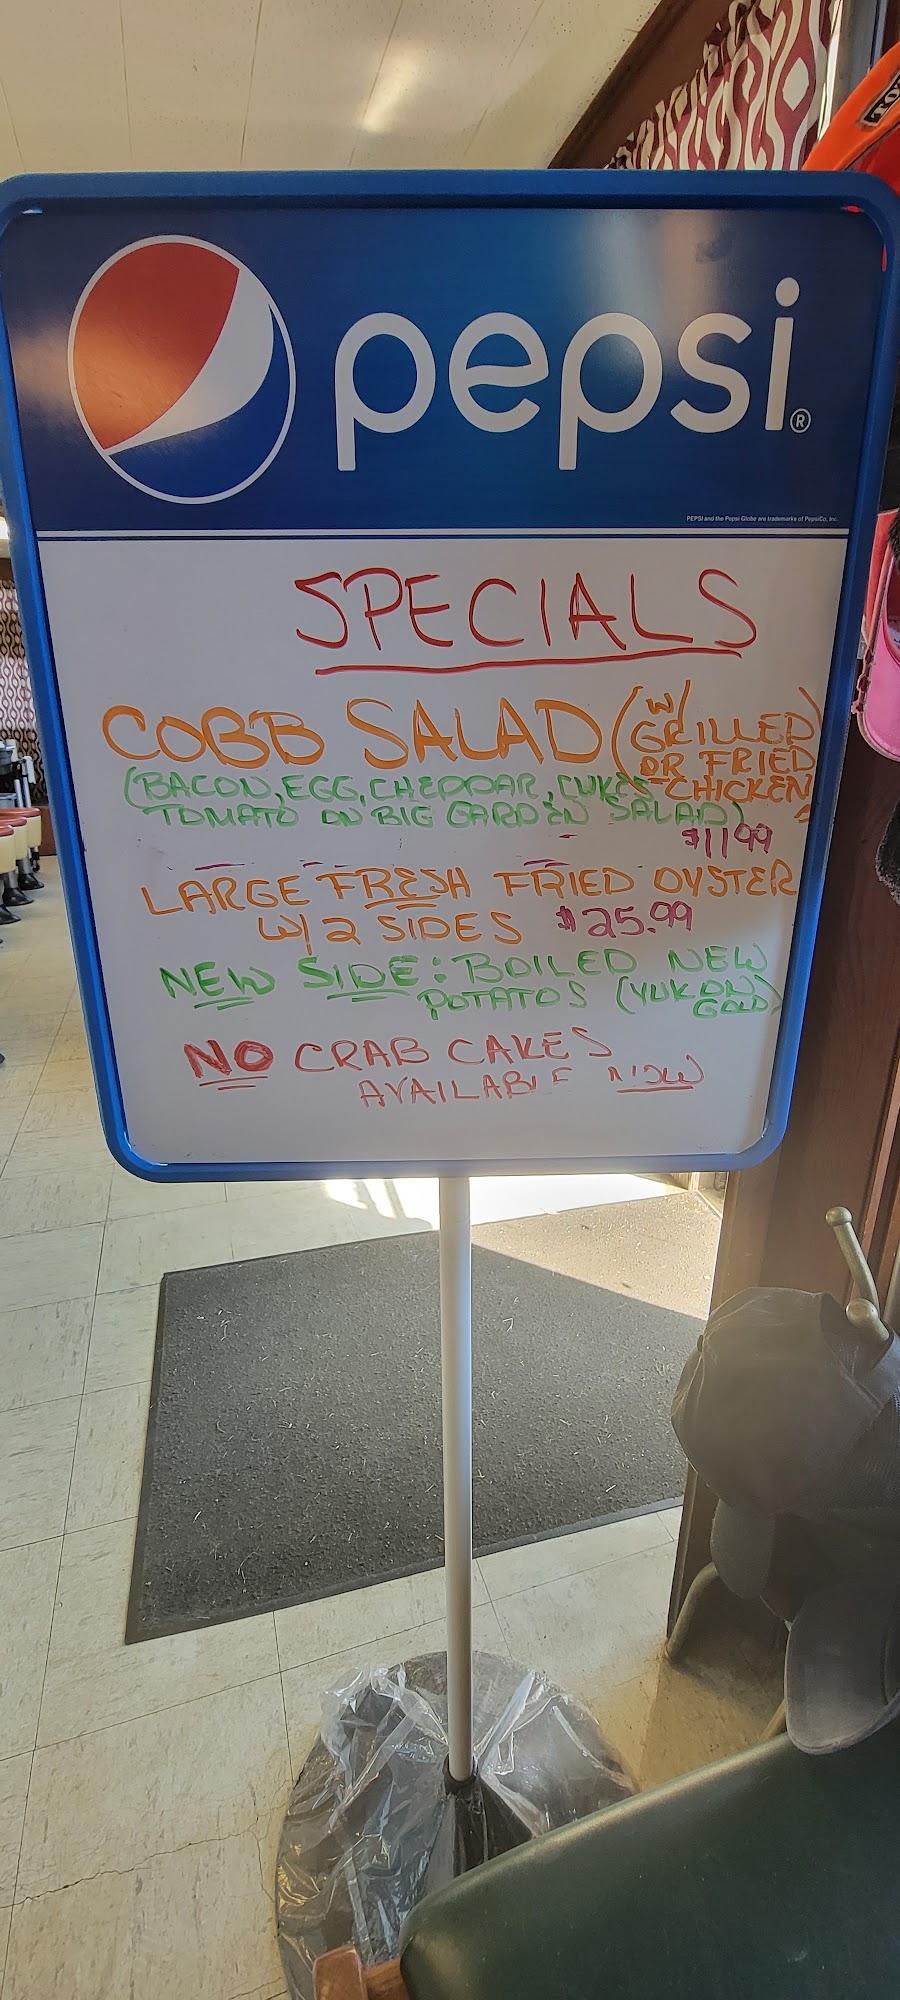 pepsi®
PEPSI and the Pepsi Globe are trademarks of PepsiCo, Inc.
SPECIALS
COBB SALAD (W/ GRILLED OR FRIED CHICKEN)
(BACON, EGG, CHEDDAR, CUKES
TOMATO ON BIG GARDEN SALAD)
$11.99
LARGE FRESH FRIED OYSTER
W/ 2 SIDES $25.99
NEW SIDE: BOILED NEW
POTATOS (YUKON GOLD)
NO CRAB CAKES
AVAILABLE NOW